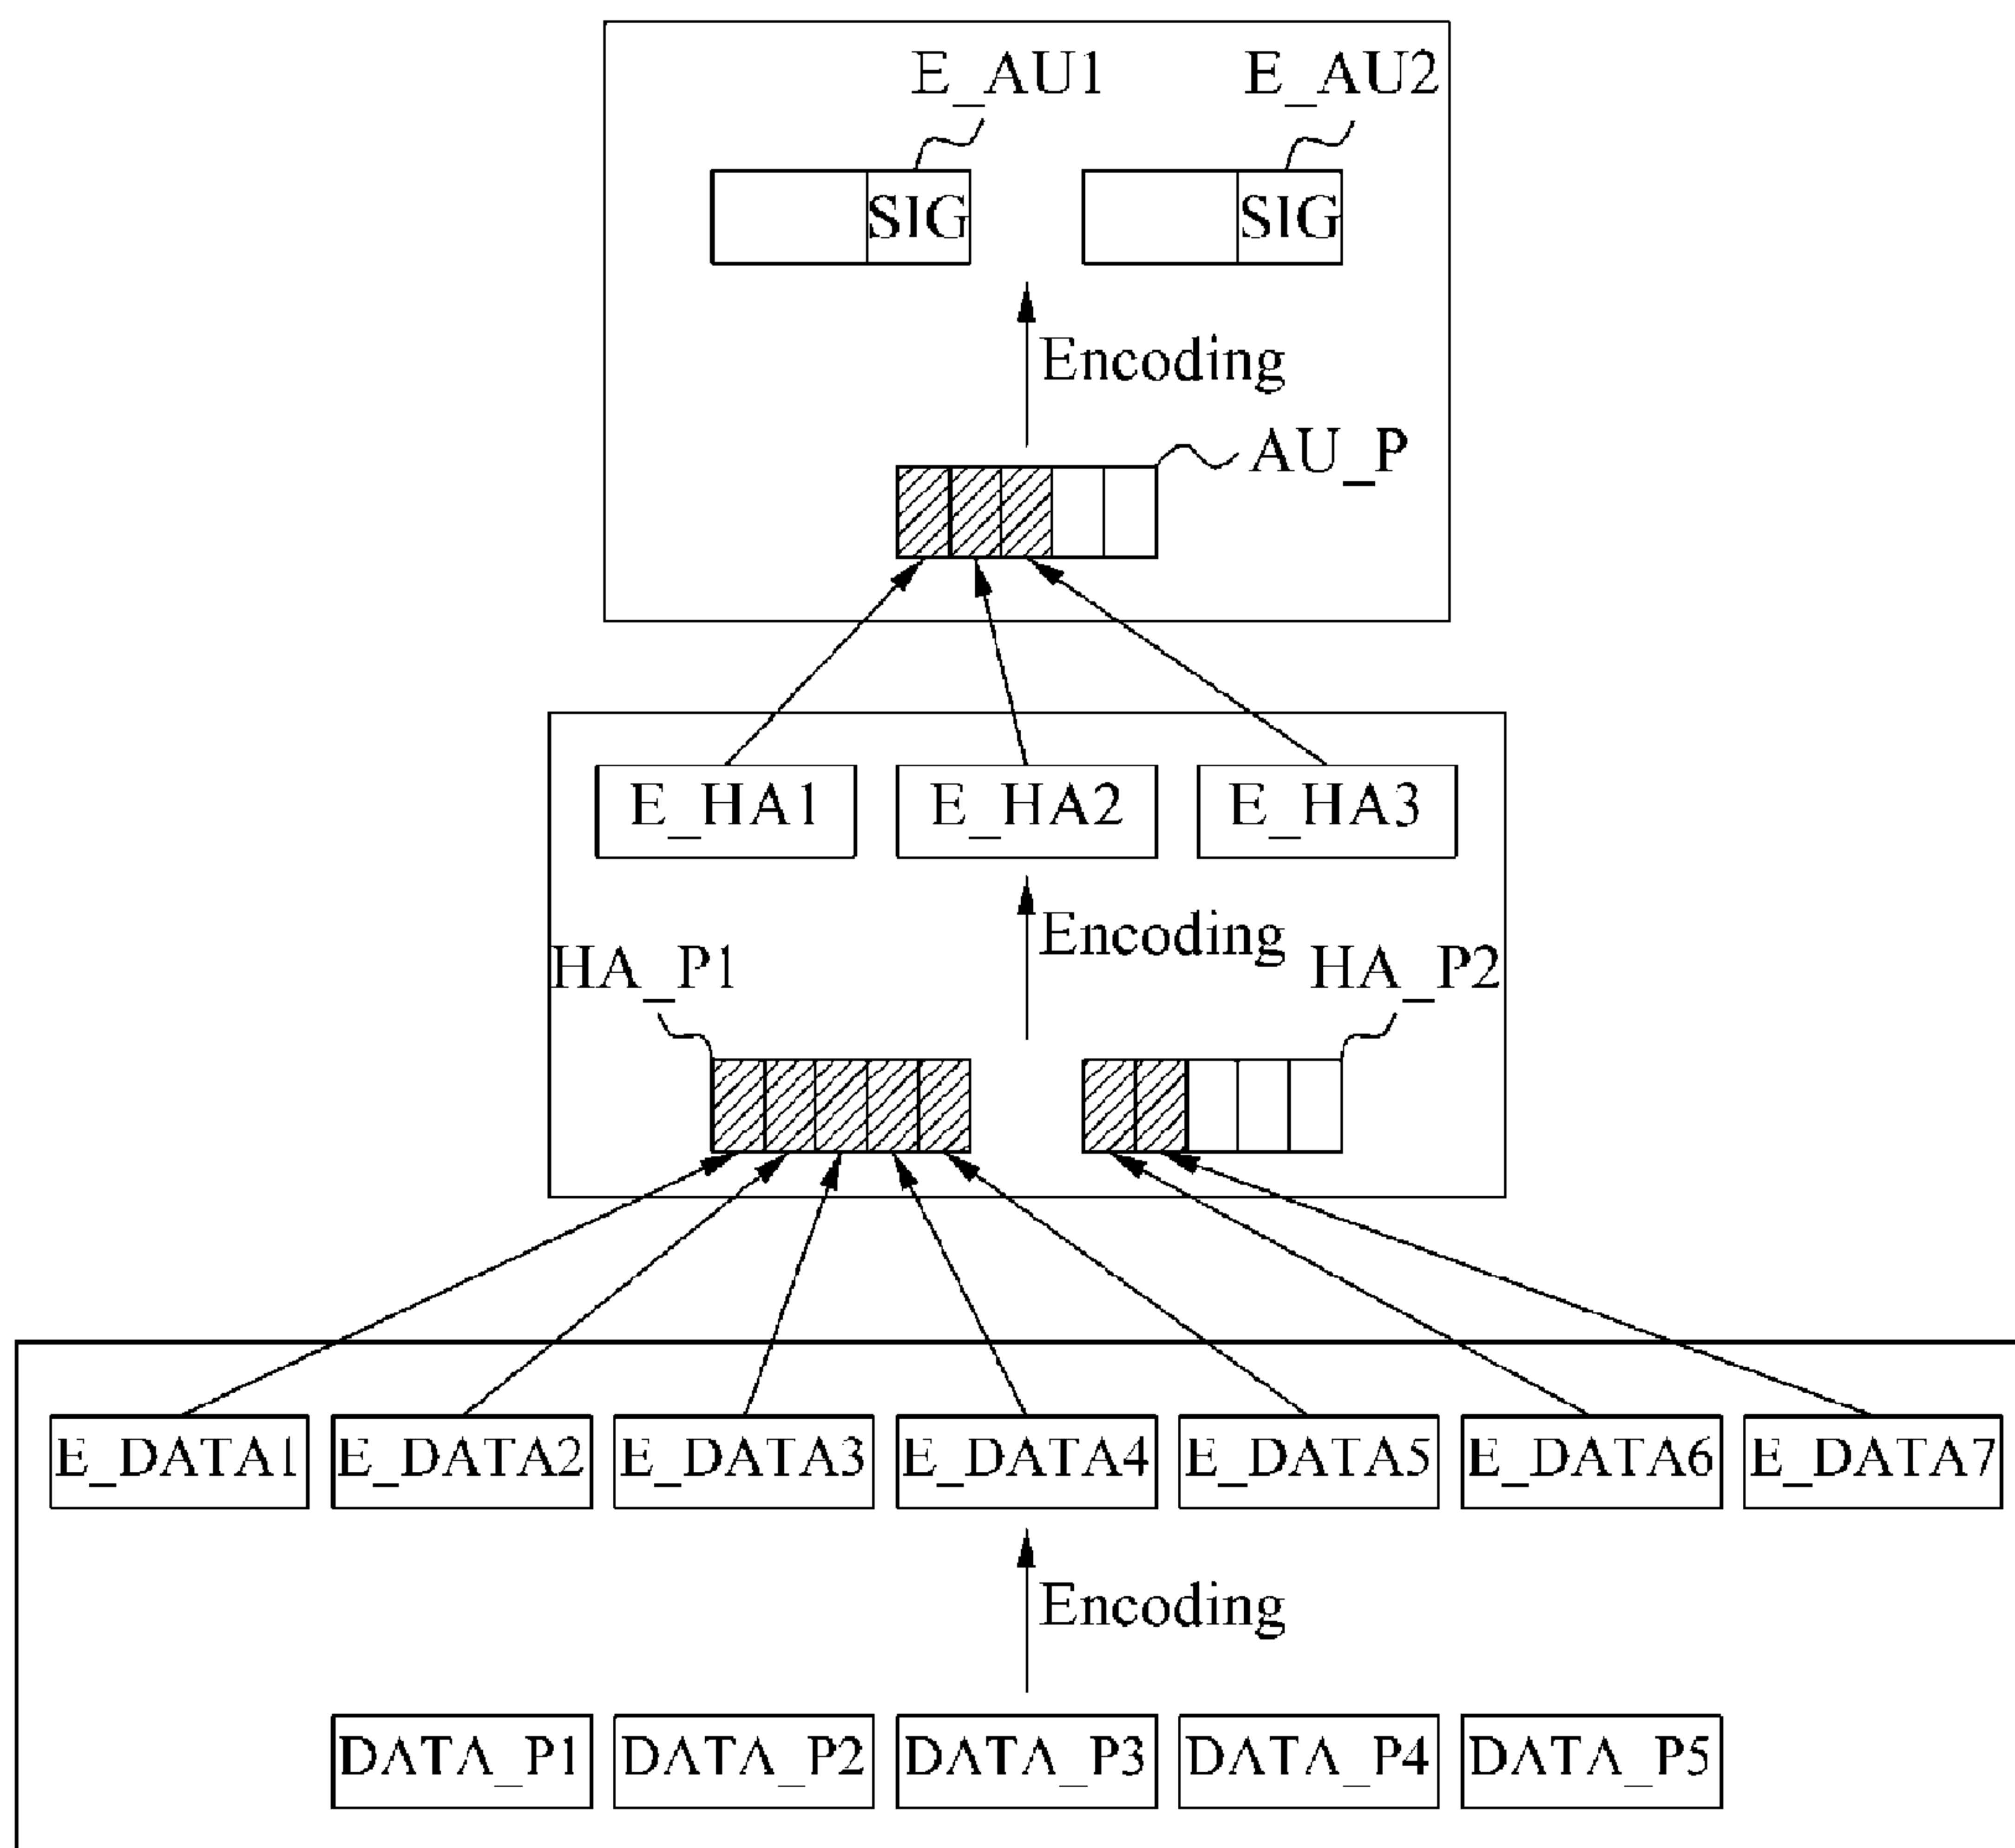 E_AU1 E_AU2
SIG SIG
Encoding
AU_P
E_HA1 E_HA2 E_HA3
Encoding
HA_P1 HA_P2
E_DATA1 E_DATA2 E_DATA3 E_DATA4 E_DATA5 E_DATA6 E_DATA7
Encoding
DATA_P1 DATA_P2 DATA_P3 DATA_P4 DATA_P5